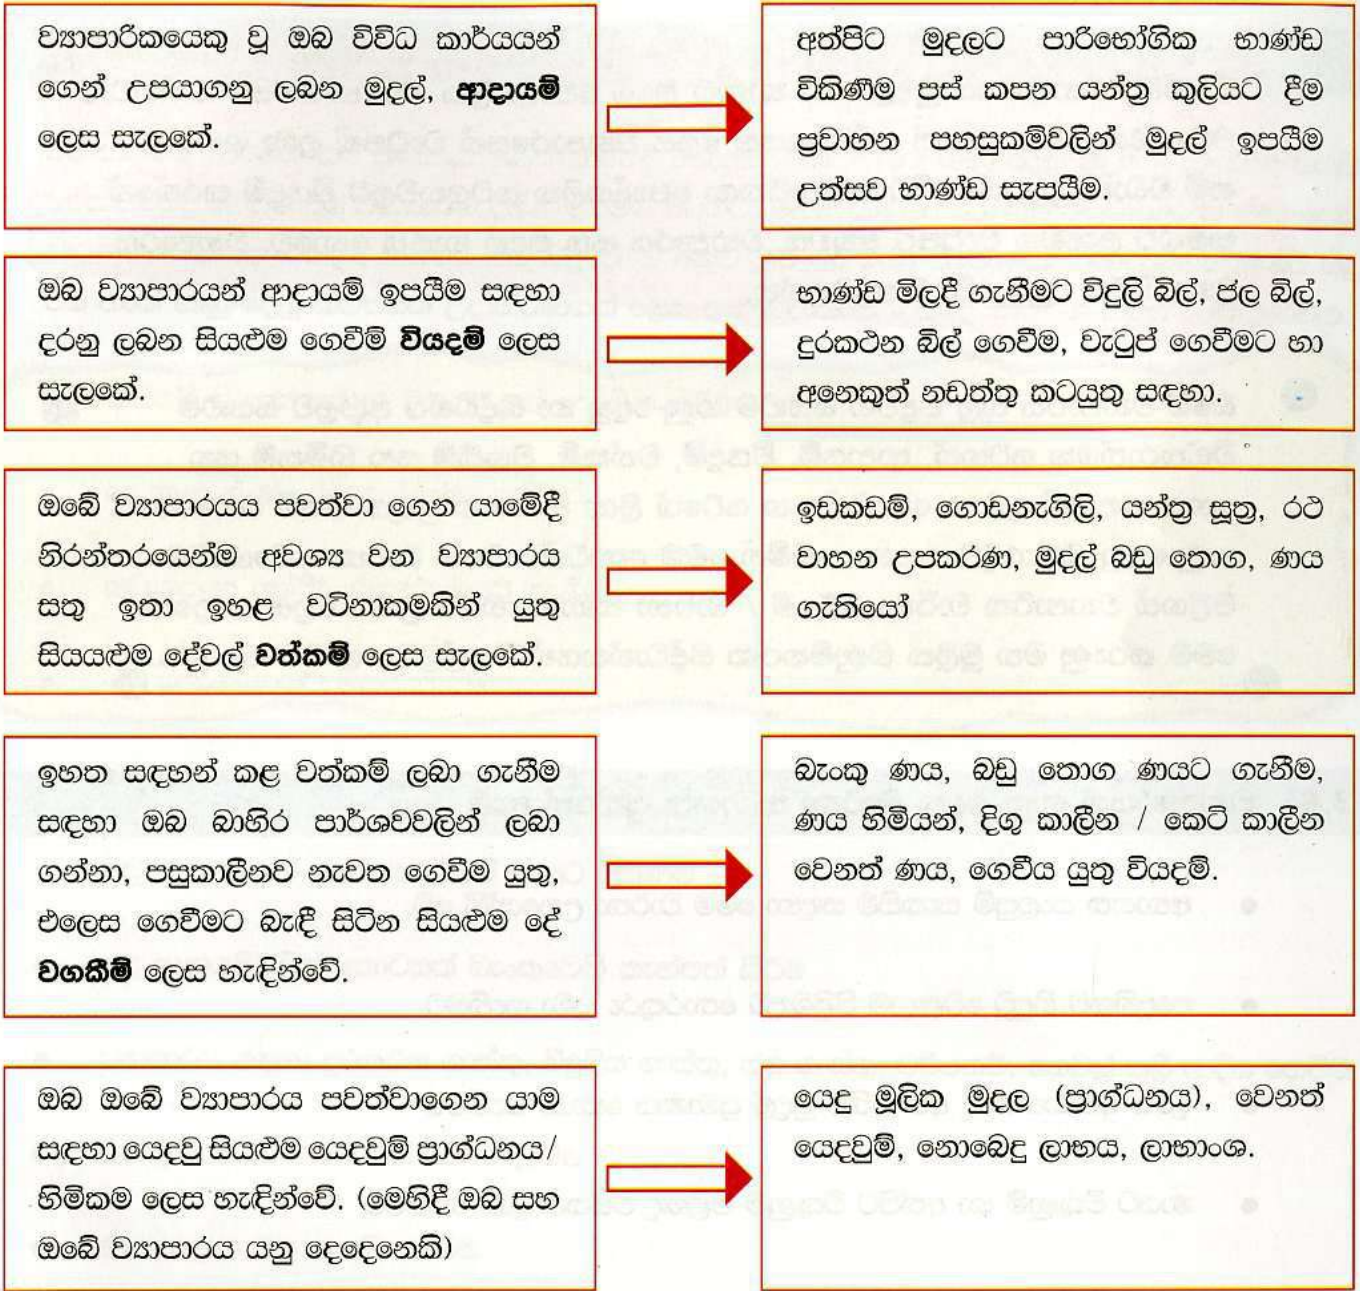 ව්‍යාපාරිකයෙකු වූ ඔබ විවිධ කාර්යයන්
ගෙන් උපයාගනු ලබන මුදල්, ආදායම්
ලෙස සැලකේ.
අත්පිට මුදලට පාරිභෝගික භාණ්ඩ
විකිණීම පස් කපන යන්ත්‍ර කුලියට දීම
ප්‍රවාහන පහසුකම්වලින් මුදල් ඉපයීම
උත්සව භාණ්ඩ සැපයීම.
ඔබ ව්‍යාපාරයන් ආදායම් ඉපයීම සඳහා
දරනු ලබන සියළුම ගෙවීම් වියදම් ලෙස
සැලකේ.
භාණ්ඩ මිලදී ගැනීමට විදුලි බිල්, ජල බිල්,
දුරකථන බිල් ගෙවීම, වැටුප් ගෙවීමට හා
අනෙකුත් නඩත්තු කටයුතු සඳහා.
ඔබේ ව්‍යාපාරයය පවත්වා ගෙන යාමේදී
නිරන්තරයෙන්ම අවශ්‍ය වන ව්‍යාපාරය
සතු ඉතා ඉහළ වටිනාකමකින් යුතු
සියයළුම දේවල් වත්කම් ලෙස සැලකේ.
ඉඩකඩම්, ගොඩනැගිලි, යන්ත්‍ර සූත්‍ර, රථ
වාහන උපකරණ, මුදල් බඩු තොග, ණය
ගැතියෝ
ඉහත සඳහන් කළ වත්කම් ලබා ගැනීම
සඳහා ඔබ බාහිර පාර්ශවවලින් ලබා
ගන්නා, පසුකාලීනව නැවත ගෙවීම යුතු,
එලෙස ගෙවීමට බැඳී සිටින සියළුම දේ
වගකීම් ලෙස හැඳින්වේ.
බැංකු ණය, බඩු තොග ණයට ගැනීම,
ණය හිමියන්, දිගු කාලීන / කෙටි කාලීන
වෙනත් ණය, ගෙවීය යුතු වියදම්.
ඔබ ඔබේ ව්‍යාපාරය පවත්වාගෙන යාම
සඳහා යෙදවු සියළුම යෙදවුම් ප්‍රාග්ධනය/
හිමිකම ලෙස හැඳින්වේ. (මෙහිදී ඔබ සහ
ඔබේ ව්‍යාපාරය යනු දෙදෙනෙකි)
යෙදු මූලික මුදල (ප්‍රාග්ධනය), වෙනත්
යෙදවුම්, නොබෙදු ලාභය, ලාභාංශ.